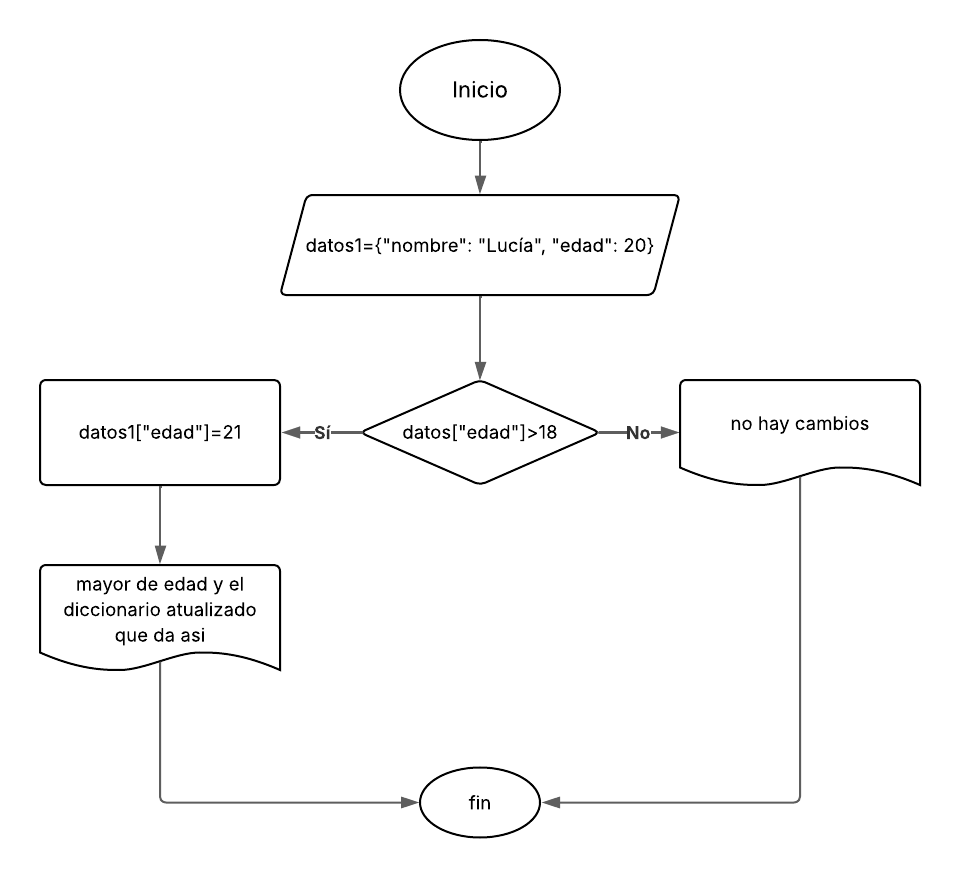 Inicio
datos1={"nombre": "Lucía", "edad": 20}
datos1["edad"]=21
Sí
datos["edad"]>18
No
no hay cambios
mayor de edad y el
diccionario atualizado
que da asi
fin